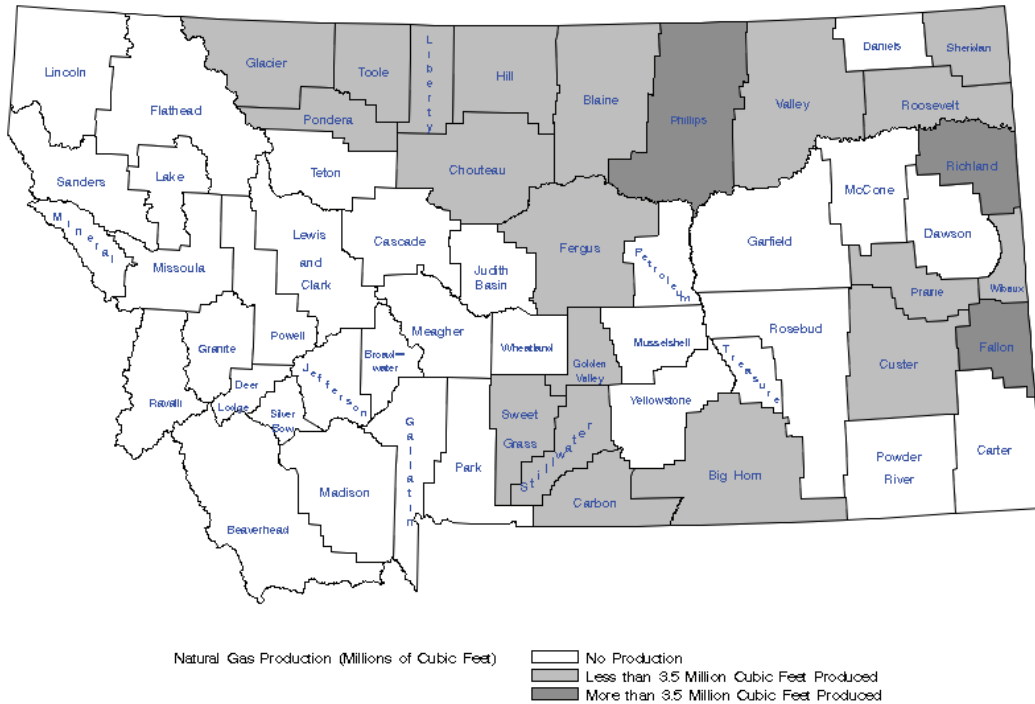 Lincoln
Flathead
Glacier
Toole
Liberty
Hill
Blaine
Phillips
Valley
Daniels
Sheridan
Roosevelt
Pondera
Chouteau
Teton
Sanders
Lake
Richland
McCone
Dawson
Mineral
Missoula
Lewis
and
Clark
Cascade
Judith
Basin
Fergus
Petroleum
Garfield
Wibaux
Prarie
Powell
Granite
Meagher
Broad-
water
Jefferson
Wheatland
Golden
Valley
Musselshell
Treasure
Rosebud
Custer
Fallon
Ravalli
Deer
Lodge
Silver
Bow
Gallatin
Park
Sweet
Grass
Stillwater
Yellowstone
Carbon
Big Horn
Powder
River
Carter
Madison
Beaverhead
Natural Gas Production (Millions of Cubic Feet)
No Production
Less than 3.5 Million Cubic Feet Produced
More than 3.5 Million Cubic Feet Produced